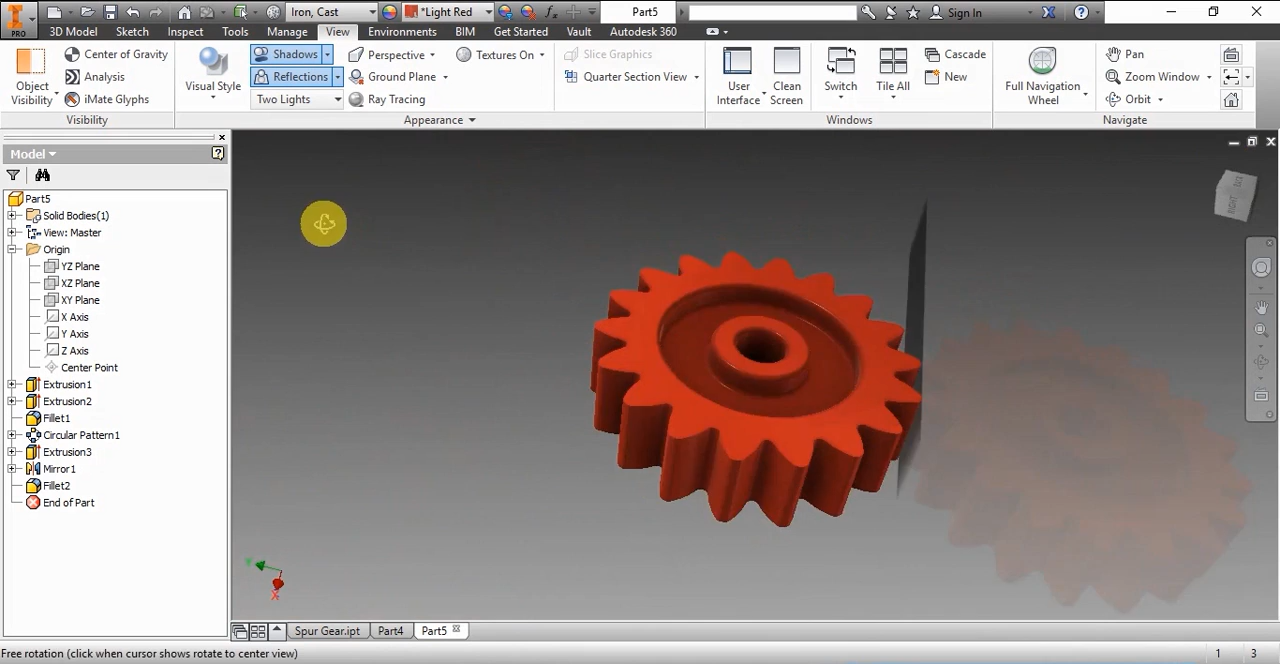 Iron, Cast *Light Red Part5 Sign In
PRO 3D Model Sketch Inspect Tools Manage View Environments BIM Get Started Vault Autodesk 360
Object Visibility
Center of Gravity
Analysis
iMate Glyphs
Visibility
Visual Style
Shadows
Reflections
Two Lights
Perspective
Ground Plane
Ray Tracing
Textures On
Slice Graphics
Quarter Section View
Appearance
User Interface
Clean Screen
Switch
Tile All
Cascade
New
Windows
Full Navigation Wheel
Pan
Zoom Window
Orbit
Navigate
Model
Part5
Solid Bodies(1)
View: Master
Origin
YZ Plane
XZ Plane
XY Plane
X Axis
Y Axis
Z Axis
Center Point
Extrusion1
Extrusion2
Fillet1
Circular Pattern1
Extrusion3
Mirror1
Fillet2
End of Part
RIGHT
X
Spur Gear.ipt Part4 Part5
Free rotation (click when cursor shows rotate to center view) 1 3